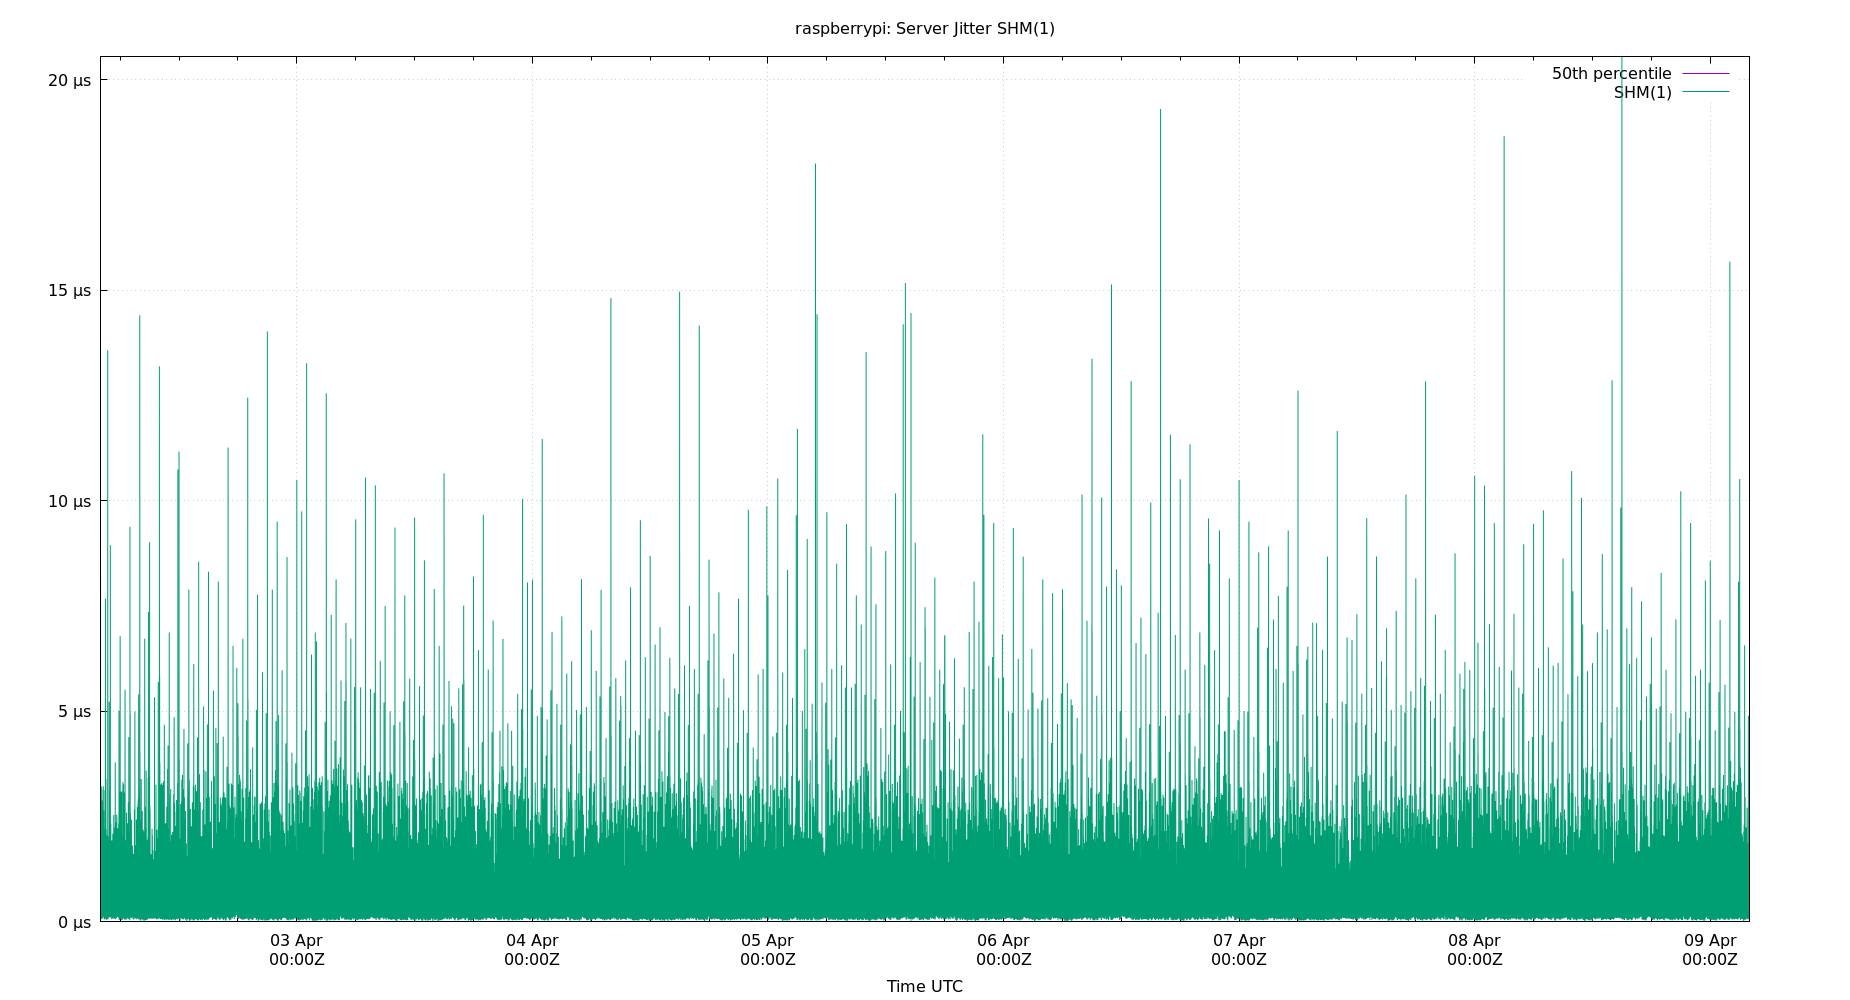 raspberrypi: Server Jitter SHM(1)
50th percentile
SHM(1)
20 µs
15 µs
10 µs
5 µs
0 µs
03 Apr 04 Apr 05 Apr 06 Apr 07 Apr 08 Apr 09 Apr
00:00Z 00:00Z 00:00Z 00:00Z 00:00Z 00:00Z 00:00Z
Time UTC